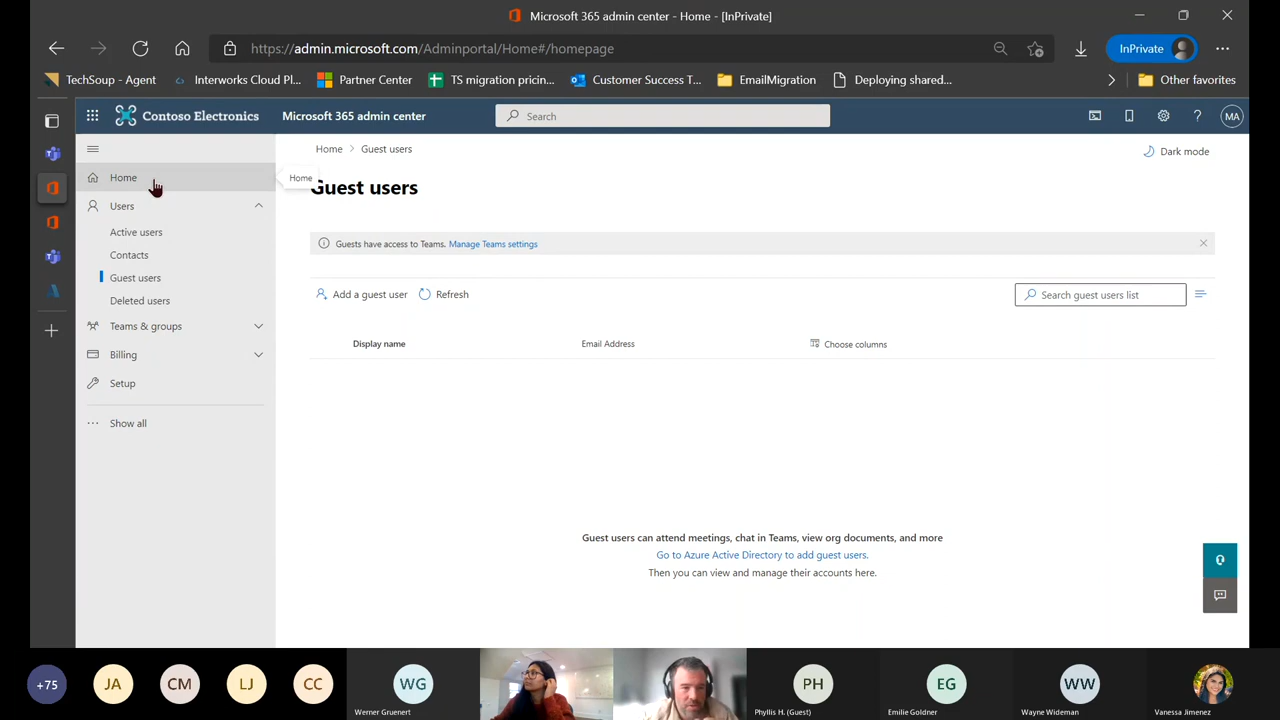 Microsoft 365 admin center - Home - [InPrivate]
https://admin.microsoft.com/Adminportal/Home#/homepage
InPrivate
TechSoup - Agent
Interworks Cloud Pl...
Partner Center
TS migration pricin...
Customer Success T...
EmailMigration
Deploying shared...
Other favorites
Contoso Electronics
Microsoft 365 admin center
Search
MA
Home
Users
Active users
Contacts
Guest users
Deleted users
Teams & groups
Billing
Setup
Show all
Home
Home > Guest users
Dark mode
Guest users
Guests have access to Teams. Manage Teams settings
Add a guest user
Refresh
Search guest users list
Display name
Email Address
Choose columns
Guest users can attend meetings, chat in Teams, view org documents, and more
Go to Azure Active Directory to add guest users.
Then you can view and manage their accounts here.
+75
JA
CM
LJ
CC
WG
Werner Gruenert
PH
Phyllis H. (Guest)
EG
Emilie Goldner
WW
Wayne Wideman
Vanessa Jimenez